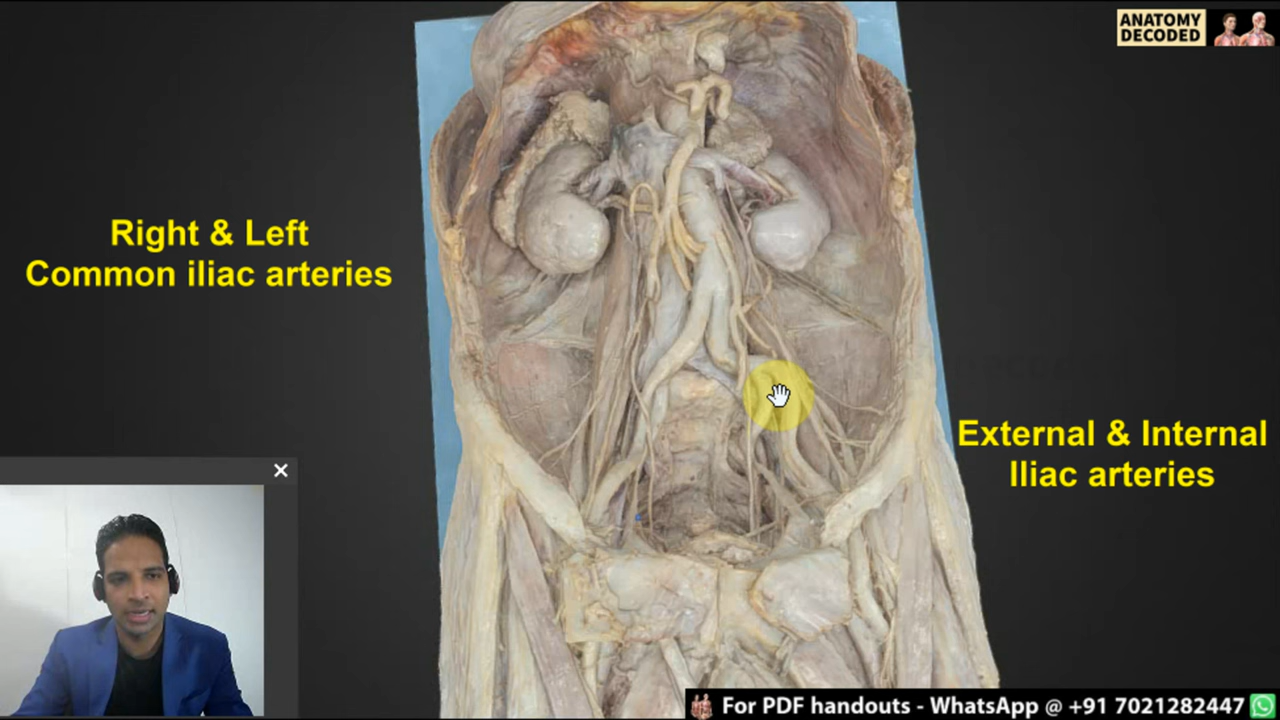 ANATOMY
DECODED
Right & Left
Common iliac arteries
External & Internal
Iliac arteries
For PDF handouts - WhatsApp @ +91 7021282447